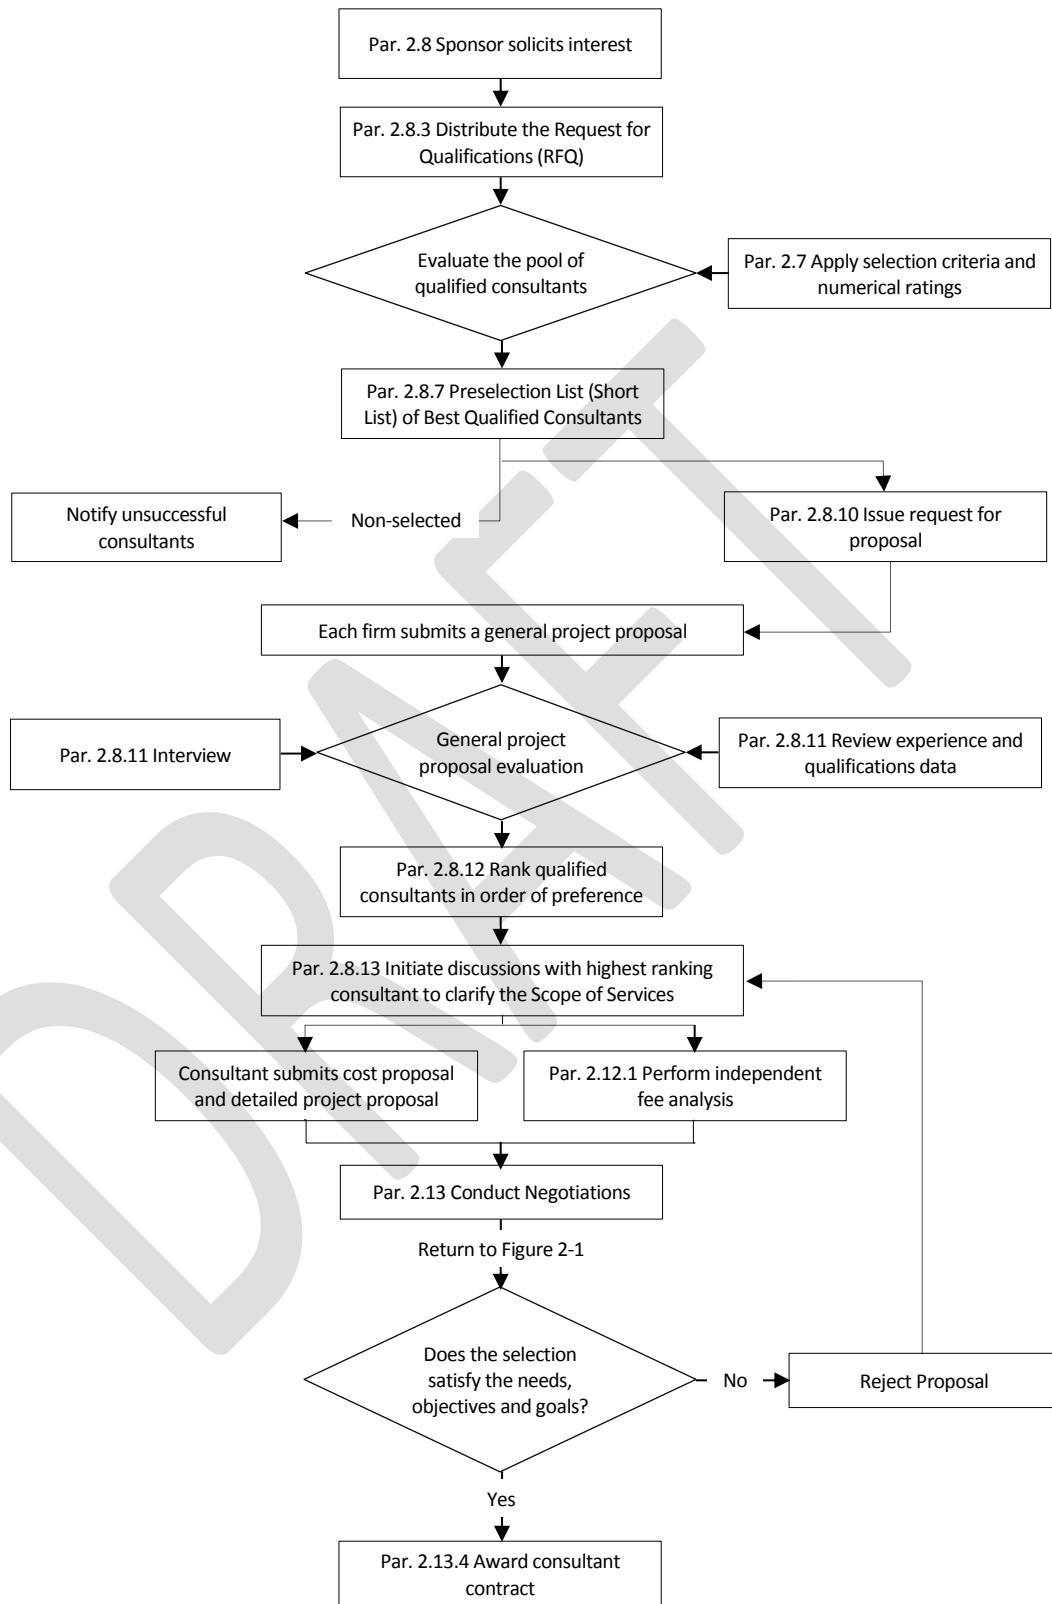 Par. 2.8 Sponsor solicits interest
Par. 2.8.3 Distribute the Request for
Qualifications (RFQ)
Evaluate the pool of
qualified consultants
Par. 2.7 Apply selection criteria and
numerical ratings
Par. 2.8.7 Preselection List (Short
List) of Best Qualified Consultants
Notify unsuccessful
consultants
Non-selected
Par. 2.8.10 Issue request for
proposal
Each firm submits a general project proposal
Par. 2.8.11 Interview
General project
proposal evaluation
Par. 2.8.11 Review experience and
qualifications data
Par. 2.8.12 Rank qualified
consultants in order of preference
Par. 2.8.13 Initiate discussions with highest ranking
consultant to clarify the Scope of Services
Consultant submits cost proposal
and detailed project proposal
Par. 2.12.1 Perform independent
fee analysis
Par. 2.13 Conduct Negotiations
Return to Figure 2-1
Does the selection
satisfy the needs,
objectives and goals?
No
Reject Proposal
Yes
Par. 2.13.4 Award consultant
contract
DRAFT